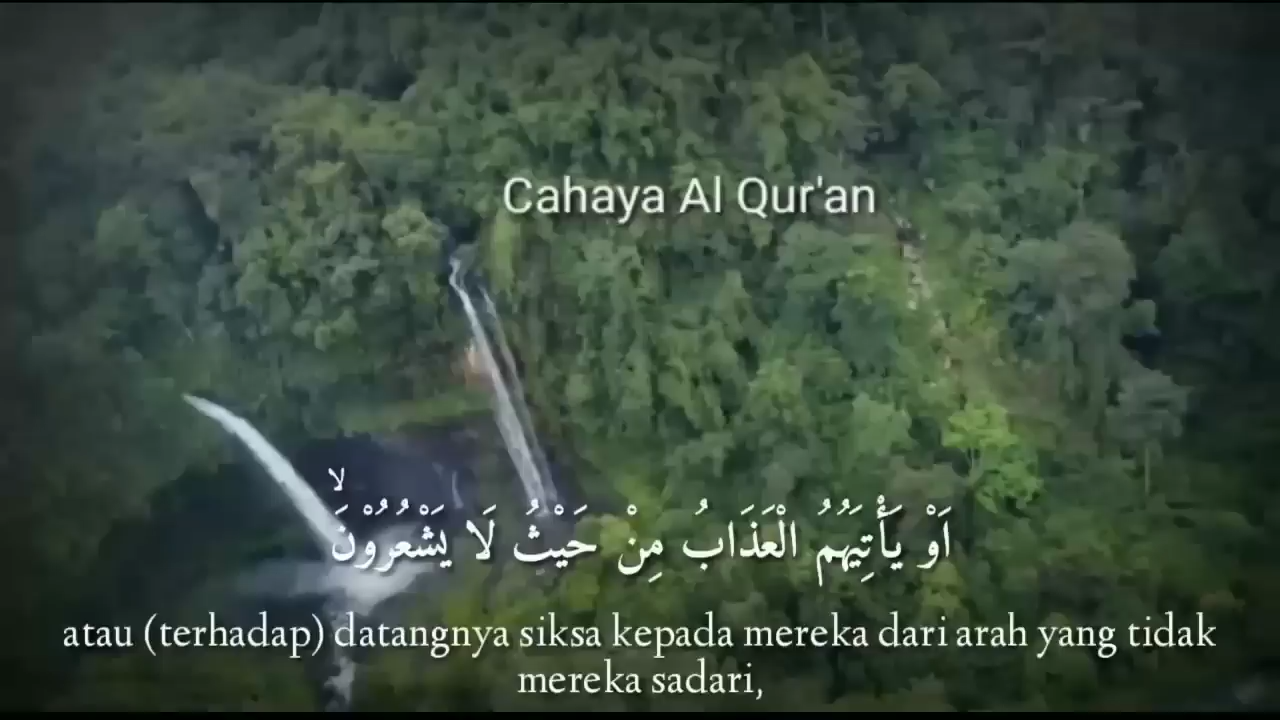 Cahaya Al Qur'an
اَوْ يَأْتِيَهُمُ الْعَذَابُ مِنْ حَيْثُ لَا يَشْعُرُوْنَۙ
atau (terhadap) datangnya siksa kepada mereka dari arah yang tidak
mereka sadari,